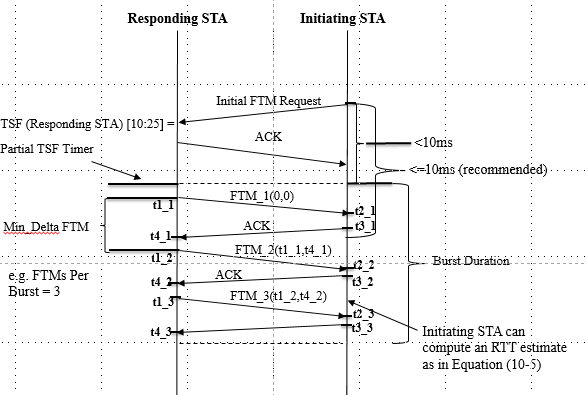 Responding STA
Initiating STA
Initial FTM Request
TSF (Responding STA) [10:25] =
ACK
<10ms
Partial TSF Timer
<=10ms (recommended)
FTM_1(0,0)
t1_1
t2_1
Min_Delta FTM
ACK
t3_1
t4_1
FTM_2(t1_1,t4_1)
t1_2
Burst Duration
t2_2
e.g. FTMs Per
Burst = 3
ACK
t4_2
t3_2
FTM_3(t1_2,t4_2)
t1_3
t2_3
t3_3
t4_3
Initiating STA can
compute an RTT estimate
as in Equation (10-5)